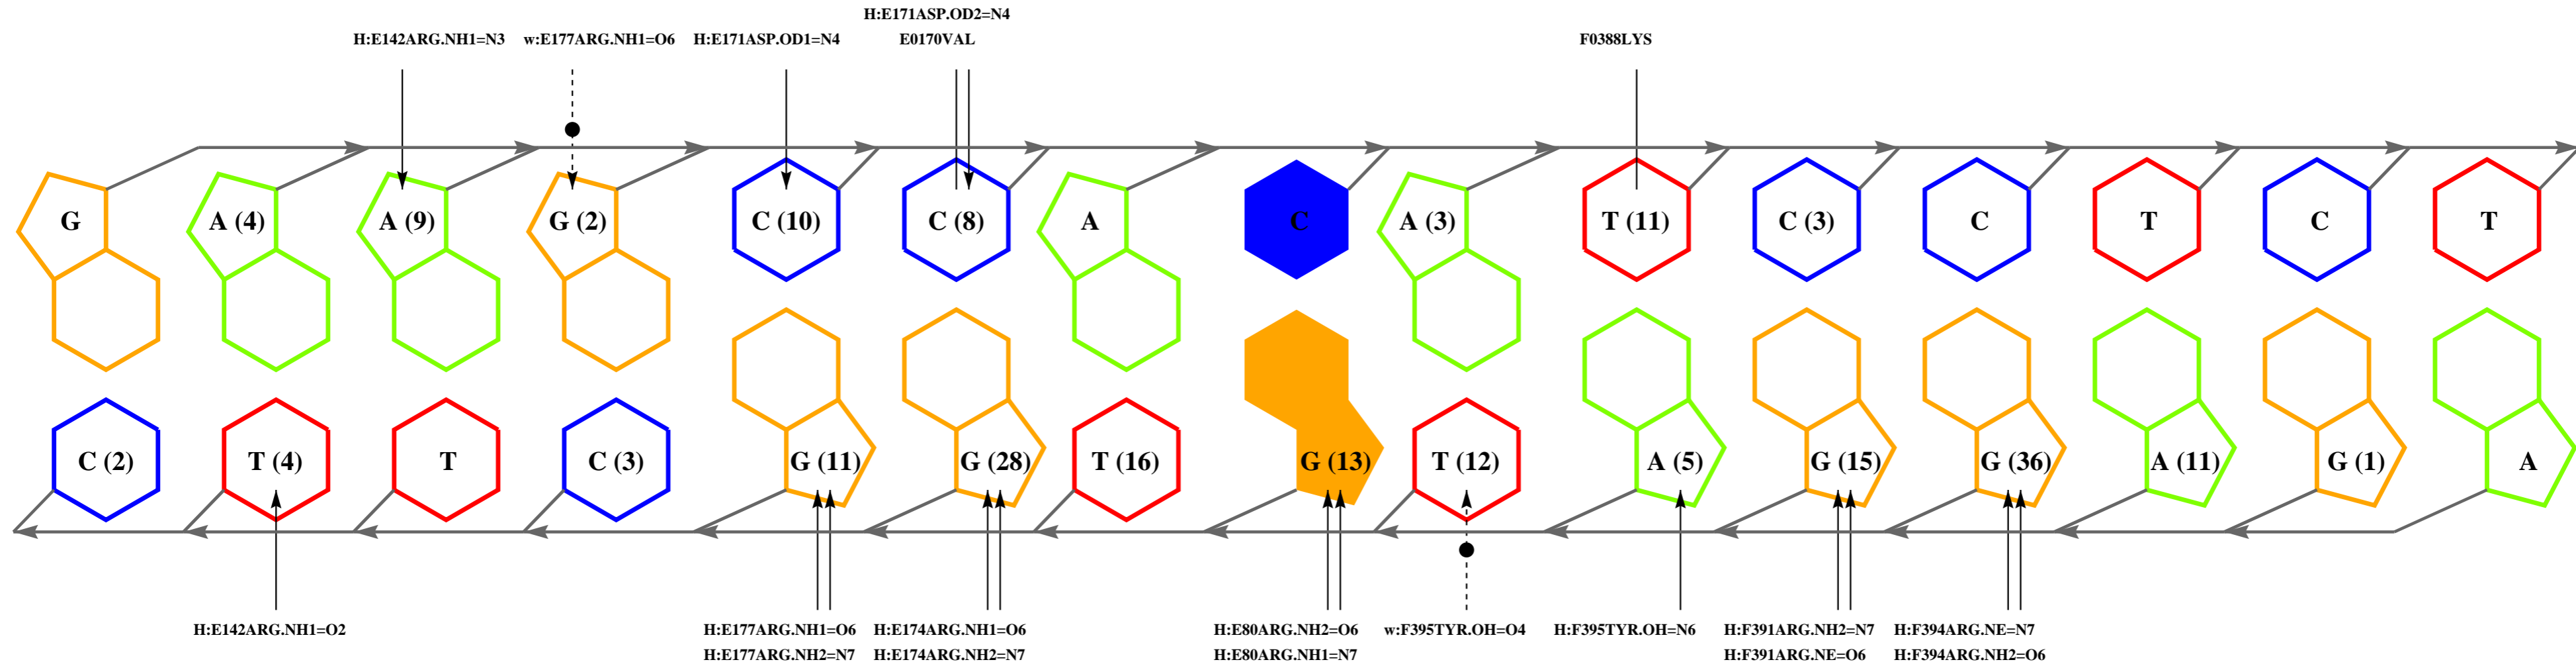 H:E171ASP.OD2=N4
H:E142ARG.NH1=N3 w:E177ARG.NH1=O6 H:E171ASP.OD1=N4 E0170VAL F0388LYS
G A (4) A (9) G (2) C (10) C (8) A C A (3) T (11) C (3) C T C T
C (2) T (4) T C (3) G (11) G (28) T (16) G (13) T (12) A (5) G (15) G (36) A (11) G (1) A
H:E142ARG.NH1=O2 H:E177ARG.NH1=O6 H:E174ARG.NH1=O6 H:E80ARG.NH2=O6 w:F395TYR.OH=O4 H:F395TYR.OH=N6 H:F391ARG.NH2=N7 H:F394ARG.NE=N7
H:E177ARG.NH2=N7 H:E174ARG.NH2=N7 H:E80ARG.NH1=N7 H:F391ARG.NE=O6 H:F394ARG.NH2=O6